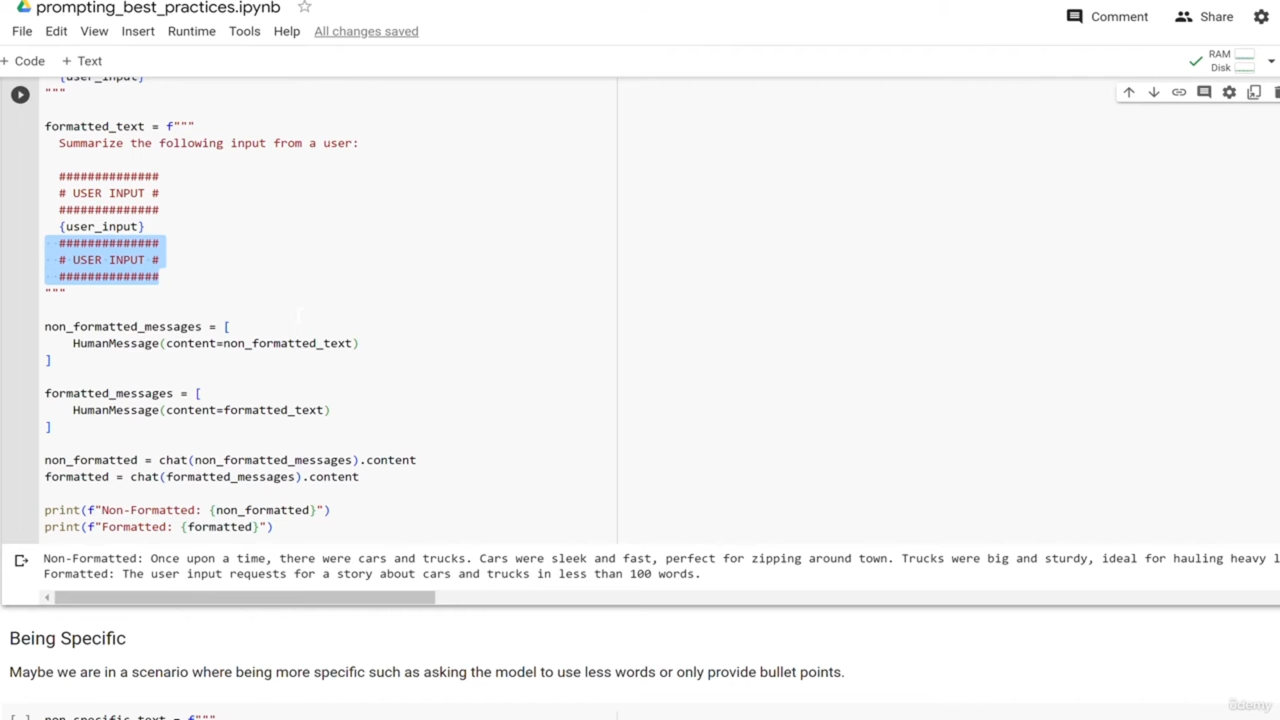 prompting_best_practices.ipynb
Comment
Share
File Edit View Insert Runtime Tools Help All changes saved
+ Code + Text
RAM
Disk
{user_input}
"""
formatted_text = f"""
Summarize the following input from a user:
##############
# USER INPUT #
##############
{user_input}
##############
# USER INPUT #
##############
"""
non_formatted_messages = [
HumanMessage(content=non_formatted_text)
]
formatted_messages = [
HumanMessage(content=formatted_text)
]
non_formatted = chat(non_formatted_messages).content
formatted = chat(formatted_messages).content
print(f"Non-Formatted: {non_formatted}")
print(f"Formatted: {formatted}")
Non-Formatted: Once upon a time, there were cars and trucks. Cars were sleek and fast, perfect for zipping around town. Trucks were big and sturdy, ideal for hauling heavy l
Formatted: The user input requests for a story about cars and trucks in less than 100 words.
Being Specific
Maybe we are in a scenario where being more specific such as asking the model to use less words or only provide bullet points.
[ ] non_specific_text = f"""
ûdemy